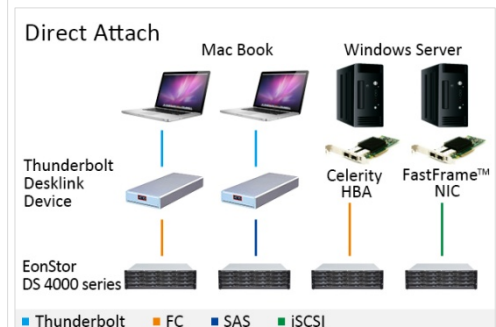 Direct Attach
Mac Book
Windows Server
Thunderbolt
Desklink
Device
Celerity
HBA
FastFrame™
NIC
EonStor
DS 4000 series
Thunderbolt
FC
SAS
iSCSI